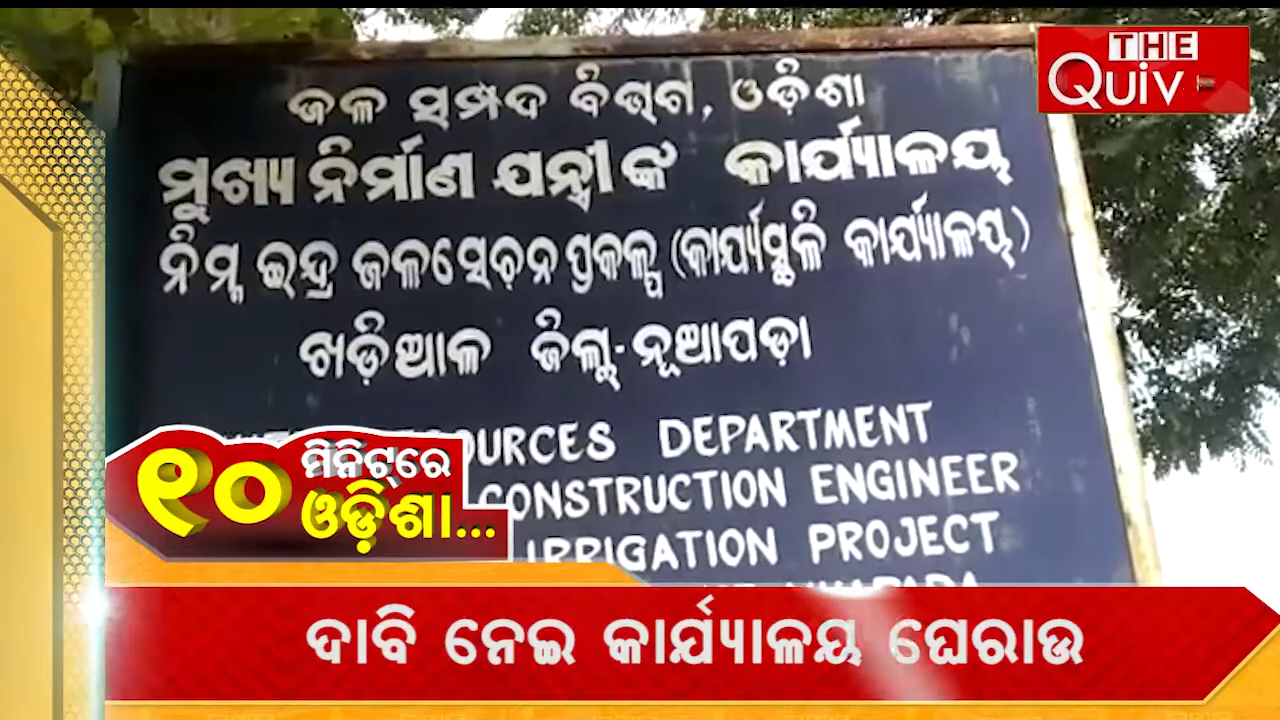 THE
Quiv
ଜଳ ସମ୍ପଦ ବିଭାଗ, ଓଡ଼ିଶା
ମୁଖ୍ୟ ନିର୍ମାଣ ଯନ୍ତ୍ରୀଙ୍କ କାର୍ଯ୍ୟାଳୟ
ନିମ୍ନ ଇନ୍ଦ୍ର ଜଳସେଚନ ପ୍ରକଳ୍ପ (କାର୍ଯ୍ୟସ୍ଥଳି କାର୍ଯ୍ୟାଳୟ)
ଖଡ଼ିଆଳ ଜିଲ୍ଲା-ନୂଆପଡ଼ା
DEPARTMENT
CONSTRUCTION ENGINEER
IRRIGATION PROJECT
୧୦ ମିନିଟ୍‌ରେ
ଓଡ଼ିଶା...
ଦାବି ନେଇ କାର୍ଯ୍ୟାଳୟ ଘେରାଉ